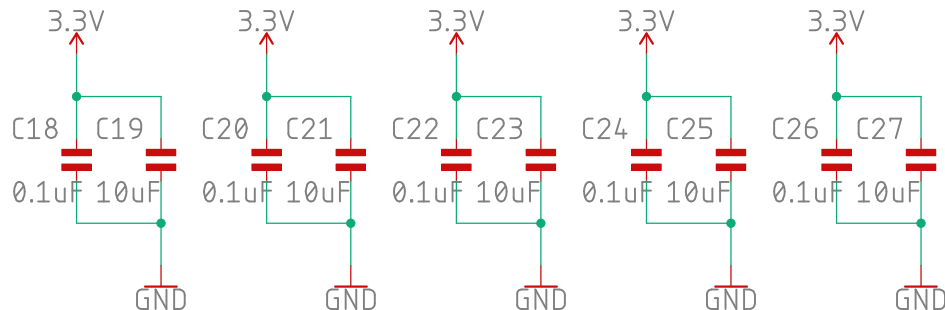 3.3V 3.3V 3.3V 3.3V 3.3V
C18 C19 C20 C21 C22 C23 C24 C25 C26 C27
0.1uF 10uF 0.1uF 10uF 0.1uF 10uF 0.1uF 10uF 0.1uF 10uF
GND GND GND GND GND